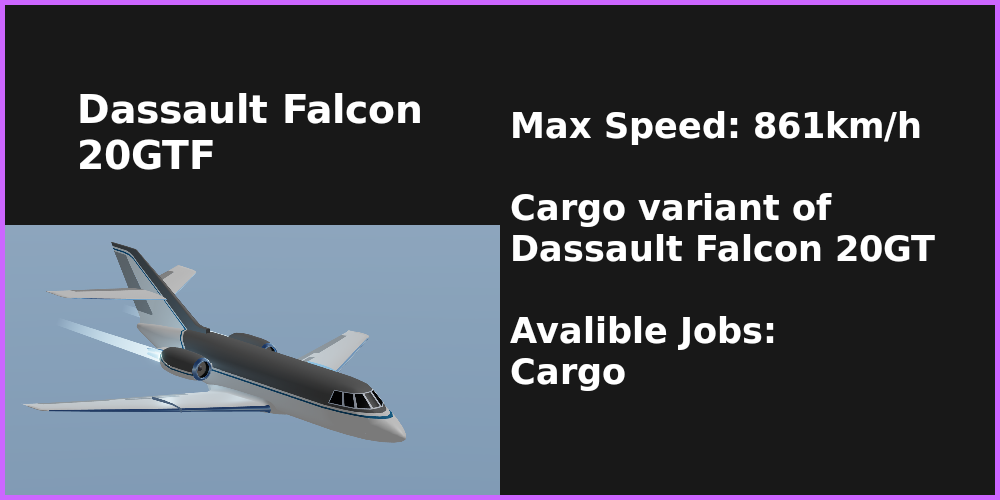 Dassault Falcon
20GTF
Max Speed: 861km/h
Cargo variant of
Dassault Falcon 20GT
Avalible Jobs:
Cargo